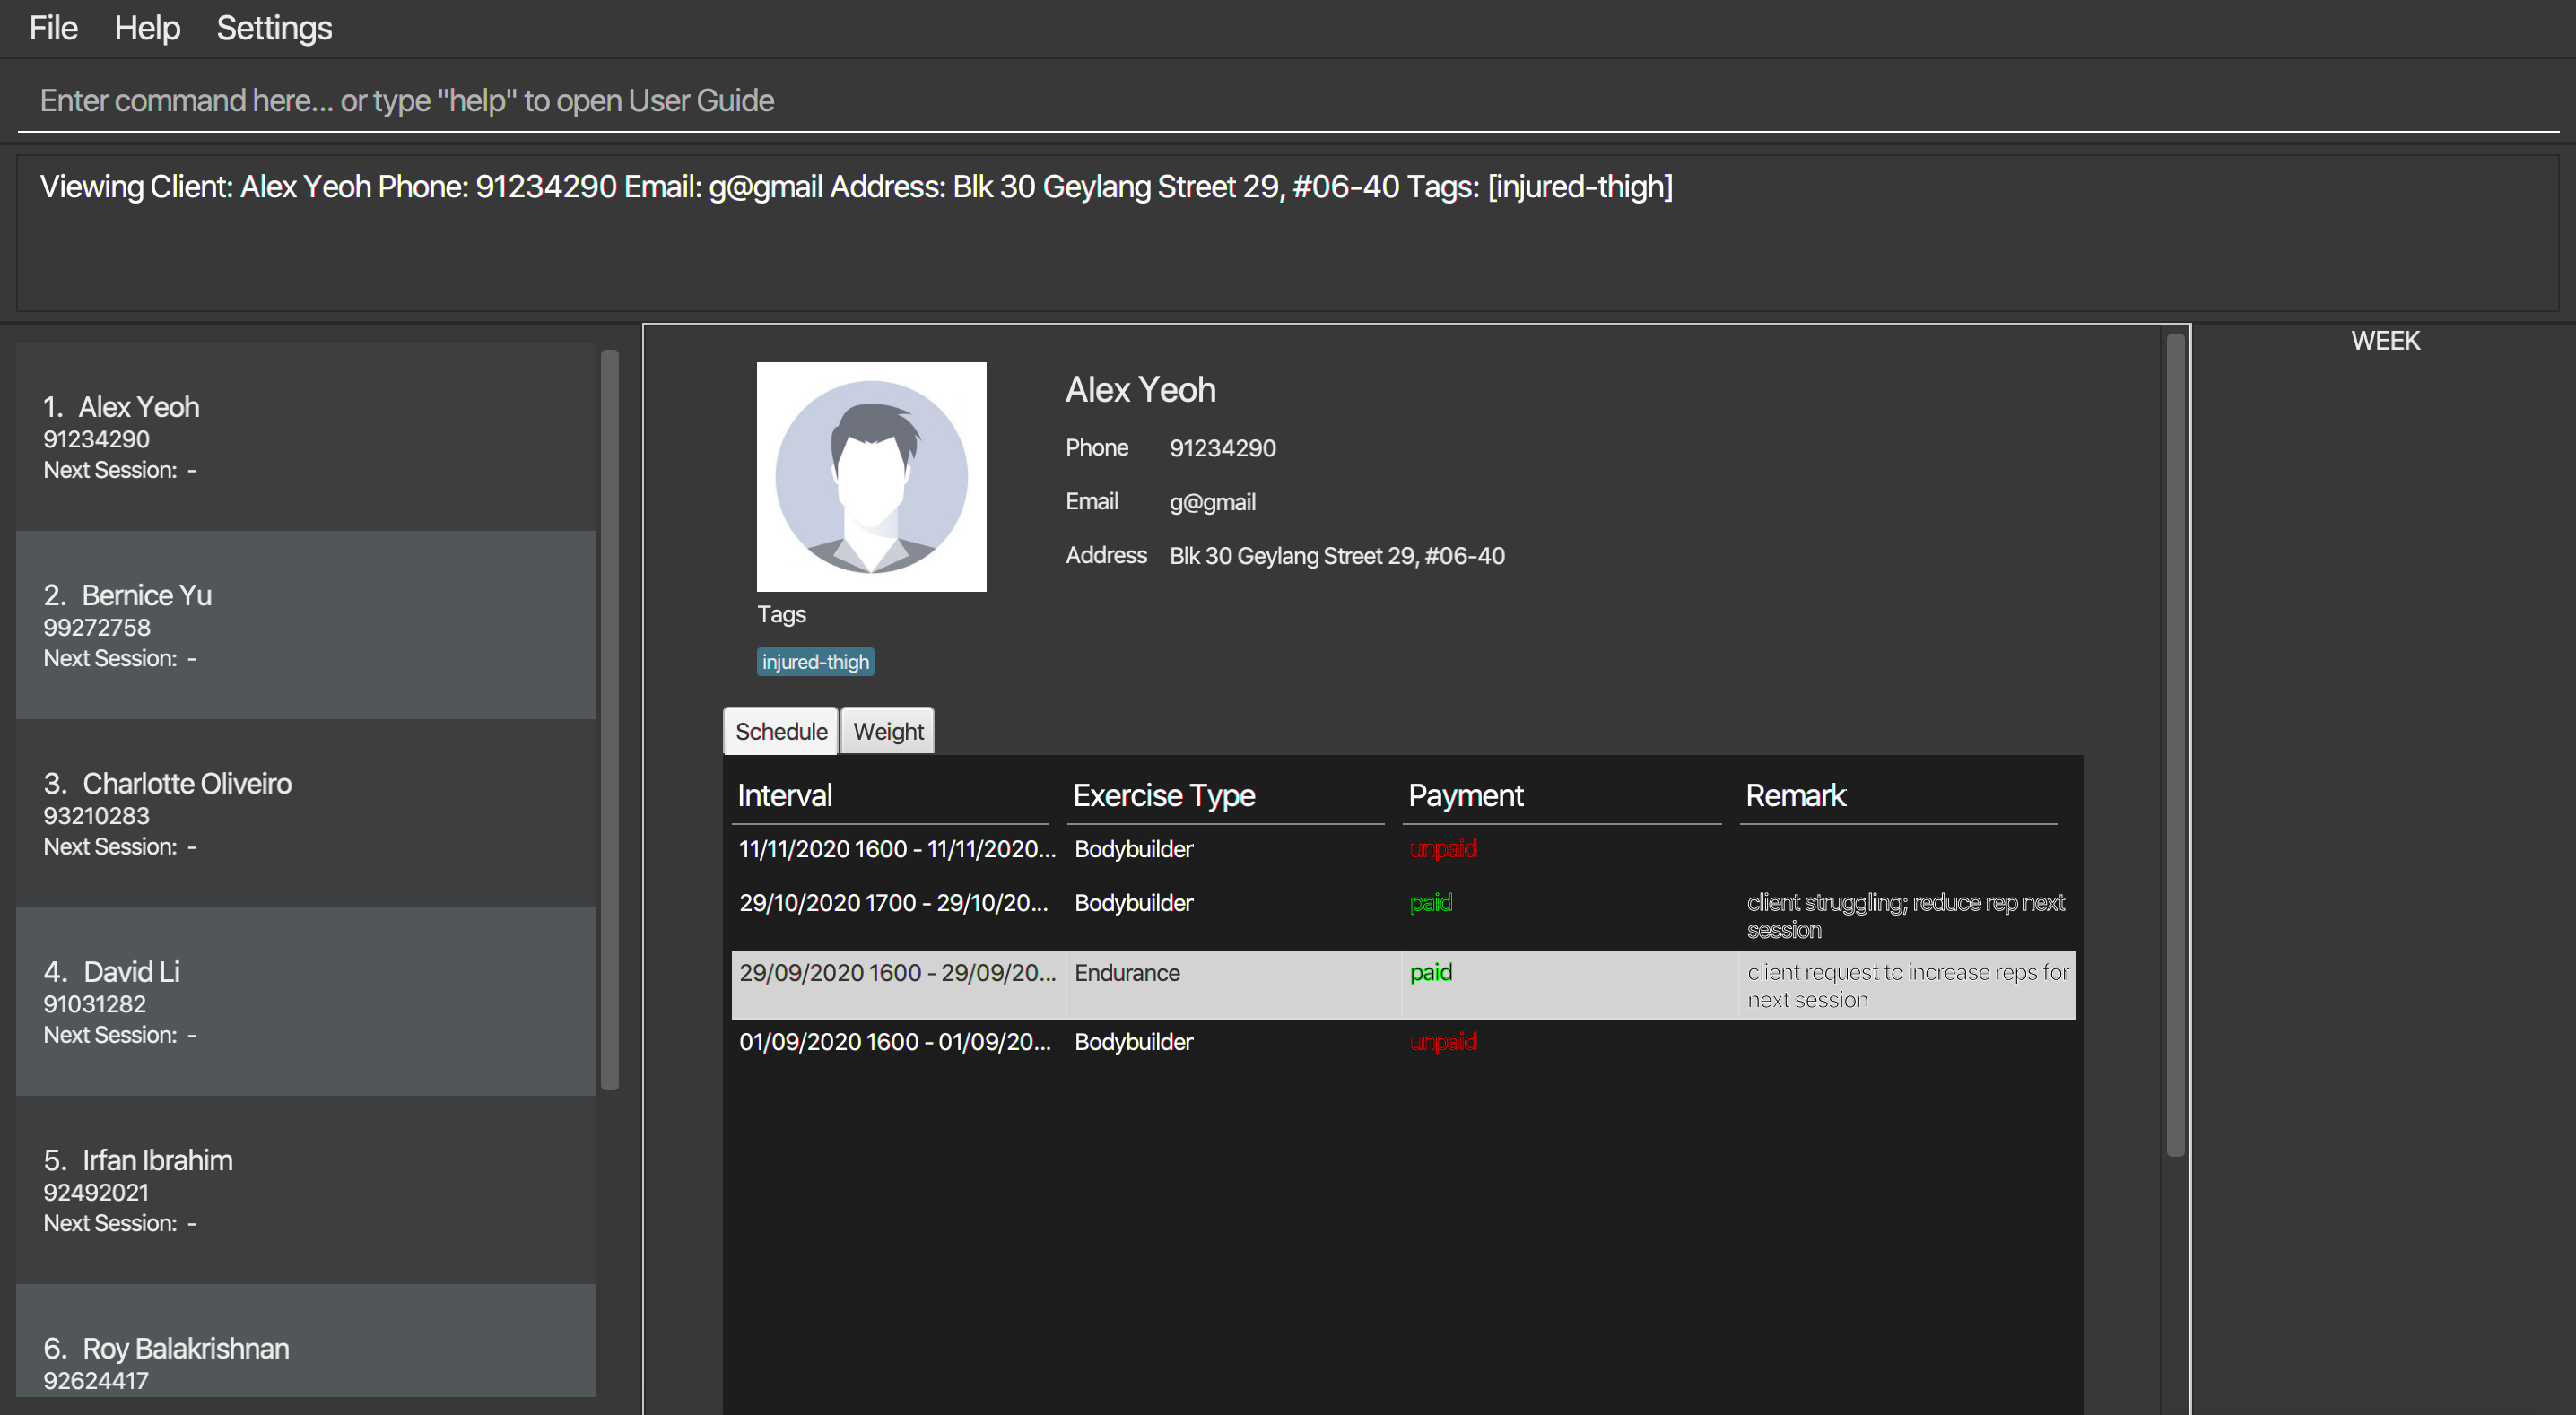 File Help Settings
Enter command here... or type "help" to open User Guide
Viewing Client: Alex Yeoh Phone: 91234290 Email: g@gmail Address: Blk 30 Geylang Street 29, #06-40 Tags: [injured-thigh]
1. Alex Yeoh
91234290
Next Session: -
2. Bernice Yu
99272758
Next Session: -
3. Charlotte Oliveiro
93210283
Next Session: -
4. David Li
91031282
Next Session: -
5. Irfan Ibrahim
92492021
Next Session: -
6. Roy Balakrishnan
92624417
Alex Yeoh
Phone 91234290
Email g@gmail
Address Blk 30 Geylang Street 29, #06-40
Tags
injured-thigh
Schedule Weight
Interval Exercise Type Payment Remark
11/11/2020 1600 - 11/11/2020... Bodybuilder unpaid
29/10/2020 1700 - 29/10/20... Bodybuilder paid client struggling; reduce rep next
session
29/09/2020 1600 - 29/09/20... Endurance paid client request to increase reps for
next session
01/09/2020 1600 - 01/09/20... Bodybuilder unpaid
WEEK